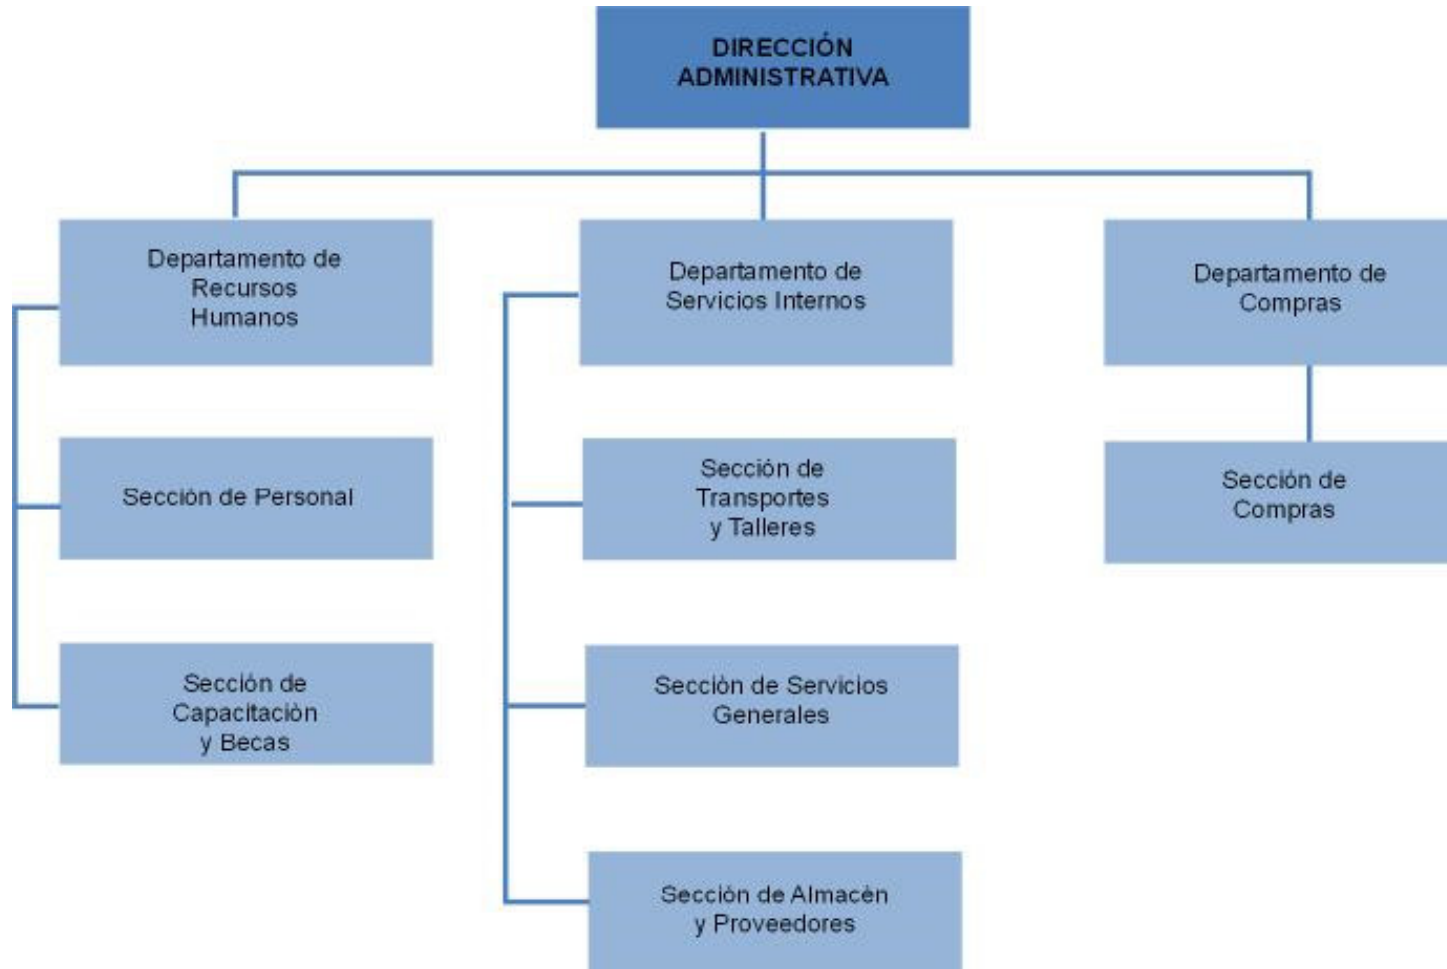 DIRECCIÓN
ADMINISTRATIVA
Departamento de
Recursos
Humanos
Departamento de
Servicios Internos
Departamento de
Compras
Sección de Personal
Sección de
Transportes
y Talleres
Sección de
Compras
Sección de
Capacitaciòn
y Becas
Secciòn de Servicios
Generales
Sección de Almacèn
y Proveedores